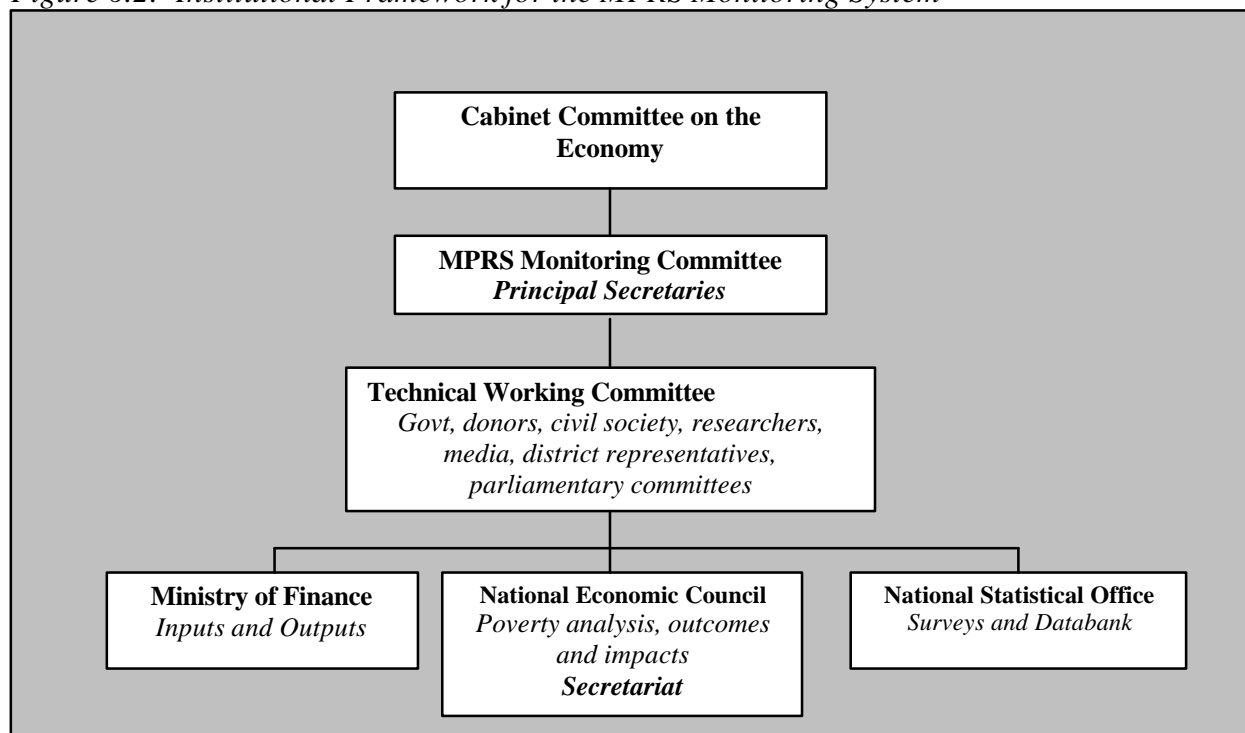 Figure 8.2: Institutional Framework for the MPRS Monitoring System
Cabinet Committee on the
Economy
MPRS Monitoring Committee
Principal Secretaries
Technical Working Committee
Govt, donors, civil society, researchers,
media, district representatives,
parliamentary committees
Ministry of Finance
Inputs and Outputs
National Economic Council
Poverty analysis, outcomes
and impacts
Secretariat
National Statistical Office
Surveys and Databank